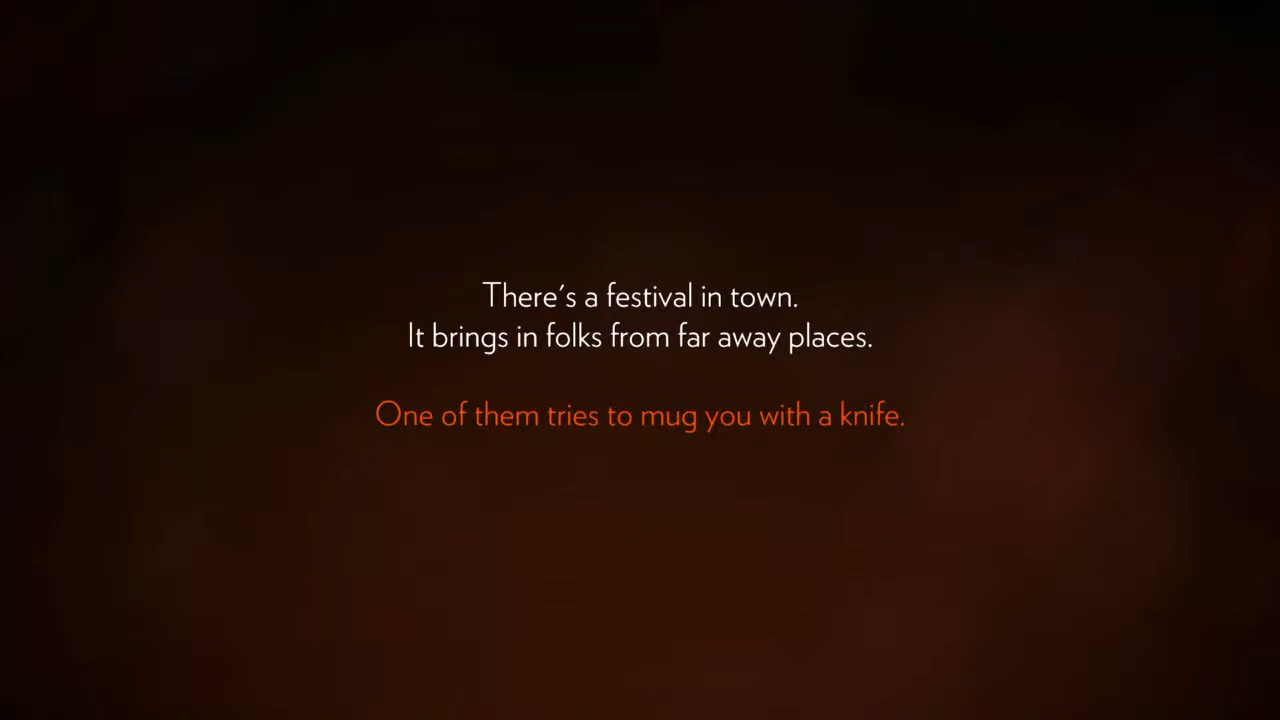 There's a festival in town.
It brings in folks from far away places.
One of them tries to mug you with a knife.